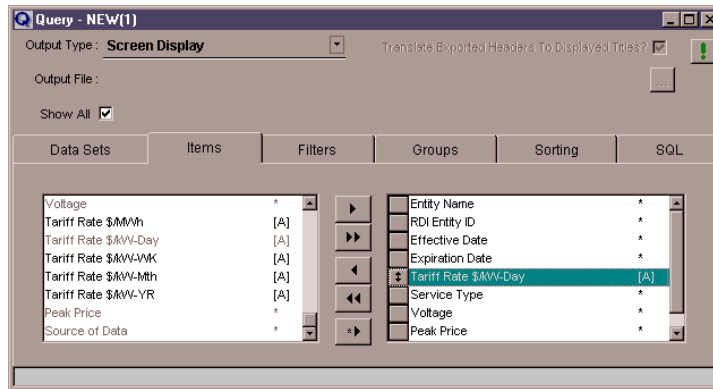 Query - NEW(1)
Output Type : Screen Display
Translate Exported Headers To Displayed Titles?
Output File :
...
Show All
Data Sets Items Filters Groups Sorting SQL
Voltage *
Tariff Rate $/MWh [A]
Tariff Rate $/kW-Day [A]
Tariff Rate $/kW-WK [A]
Tariff Rate $/kW-Mth [A]
Tariff Rate $/kW-YR [A]
Peak Price *
Source of Data *
Entity Name *
RDI Entity ID *
Effective Date *
Expiration Date *
Tariff Rate $/kW-Day [A]
Service Type *
Voltage *
Peak Price *